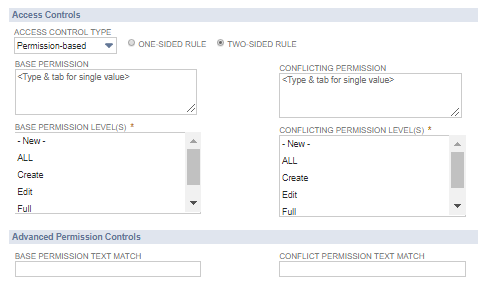 Access Controls
ACCESS CONTROL TYPE
Permission-based
ONE-SIDED RULE
TWO-SIDED RULE
BASE PERMISSION
<Type & tab for single value>
CONFLICTING PERMISSION
<Type & tab for single value>
BASE PERMISSION LEVEL(S) *
- New -
ALL
Create
Edit
Full
CONFLICTING PERMISSION LEVEL(S) *
- New -
ALL
Create
Edit
Full
Advanced Permission Controls
BASE PERMISSION TEXT MATCH
CONFLICT PERMISSION TEXT MATCH